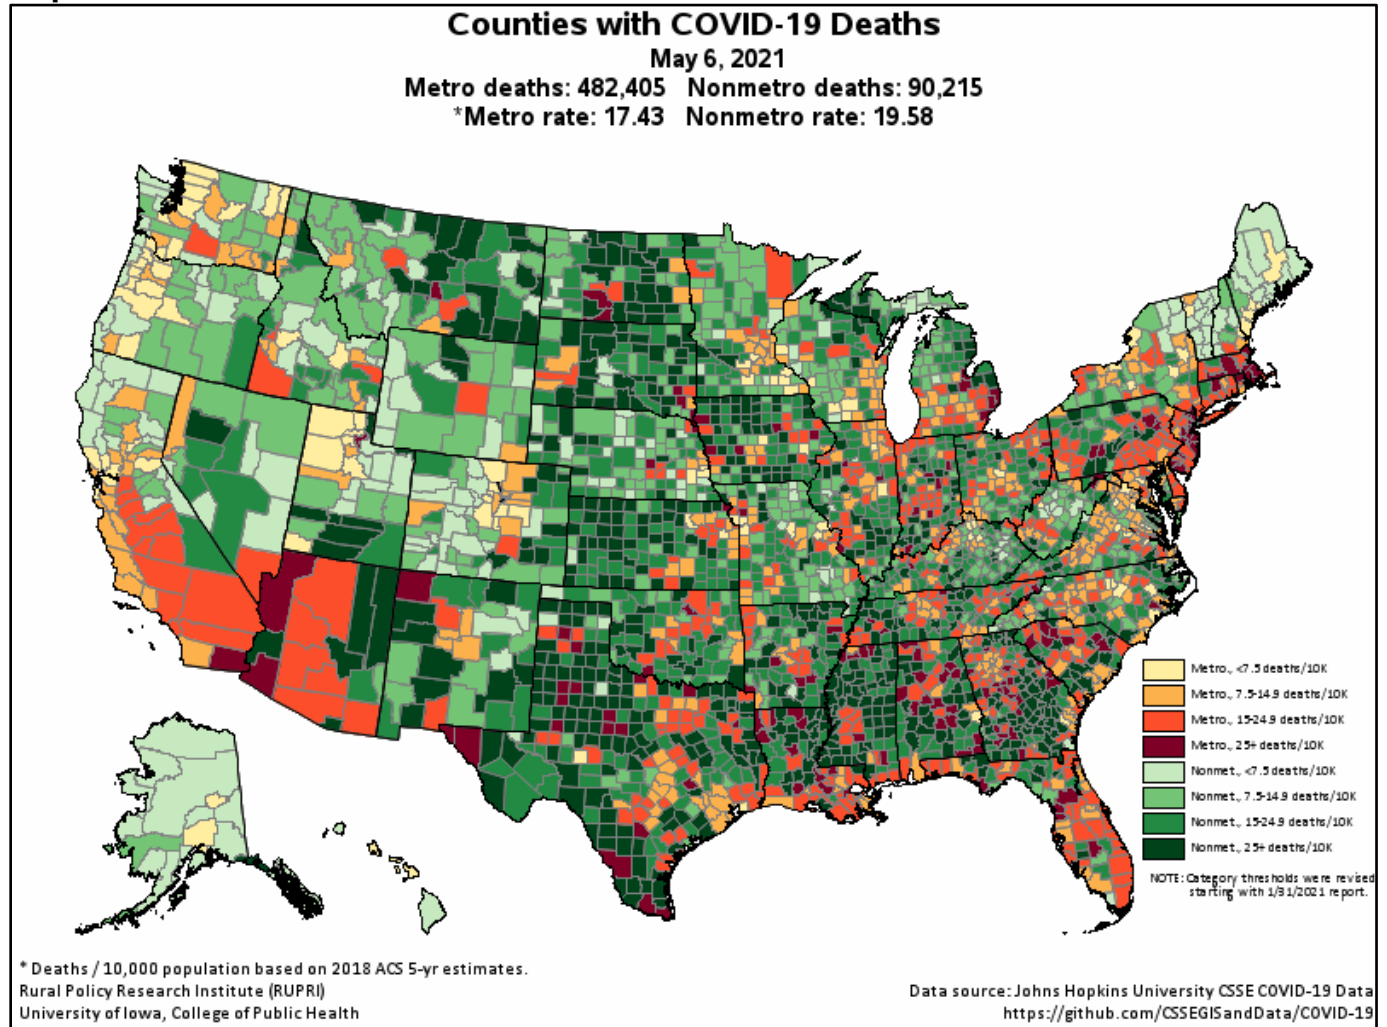 Counties with COVID-19 Deaths
May 6, 2021
Metro deaths: 482,405 Nonmetro deaths: 90,215
*Metro rate: 17.43 Nonmetro rate: 19.58
Metro., <7.5 deaths/10K
Metro., 7.5-14.9 deaths/10K
Metro., 15-24.9 deaths/10K
Metro., 25+ deaths/10K
Nonmet., <7.5 deaths/10K
Nonmet., 7.5-14.9 deaths/10K
Nonmet., 15-24.9 deaths/10K
Nonmet., 25+ deaths/10K
NOTE: Category thresholds were revised
starting with 1/31/2021 report.
* Deaths / 10,000 population based on 2018 ACS 5-yr estimates.
Rural Policy Research Institute (RUPRI)
University of Iowa, College of Public Health
Data source: Johns Hopkins University CSSE COVID-19 Data
https://github.com/CSSEGISandData/COVID-19